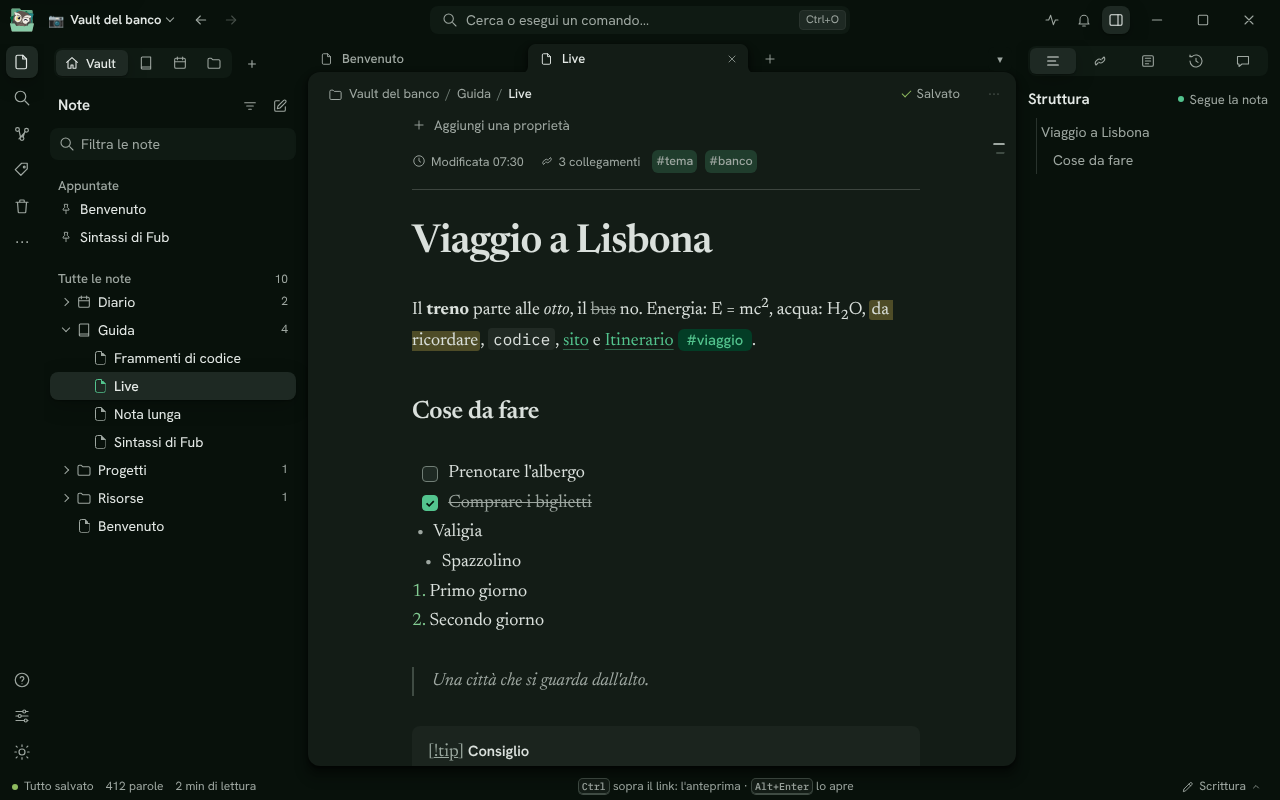 Vault del banco
Cerca o esegui un comando...
Ctrl+O
Vault
Benvenuto
Live
Note
Filtra le note
Appuntate
Benvenuto
Sintassi di Fub
Tutte le note 10
Diario 2
Guida 4
Frammenti di codice
Live
Nota lunga
Sintassi di Fub
Progetti 1
Risorse 1
Benvenuto
Vault del banco / Guida / Live
Salvato
Aggiungi una proprietà
Modificata 07:30 3 collegamenti #tema #banco
Viaggio a Lisbona
Il treno parte alle otto, il bus no. Energia: E = mc², acqua: H₂O, da
ricordare, codice, sito e Itinerario #viaggio.
Cose da fare
Prenotare l'albergo
Comprare i biglietti
• Valigia
• Spazzolino
1. Primo giorno
2. Secondo giorno
Una città che si guarda dall'alto.
[!tip] Consiglio
Struttura
Segue la nota
Viaggio a Lisbona
Cose da fare
Tutto salvato 412 parole 2 min di lettura
Ctrl sopra il link: l'anteprima · Alt+Enter lo apre
Scrittura